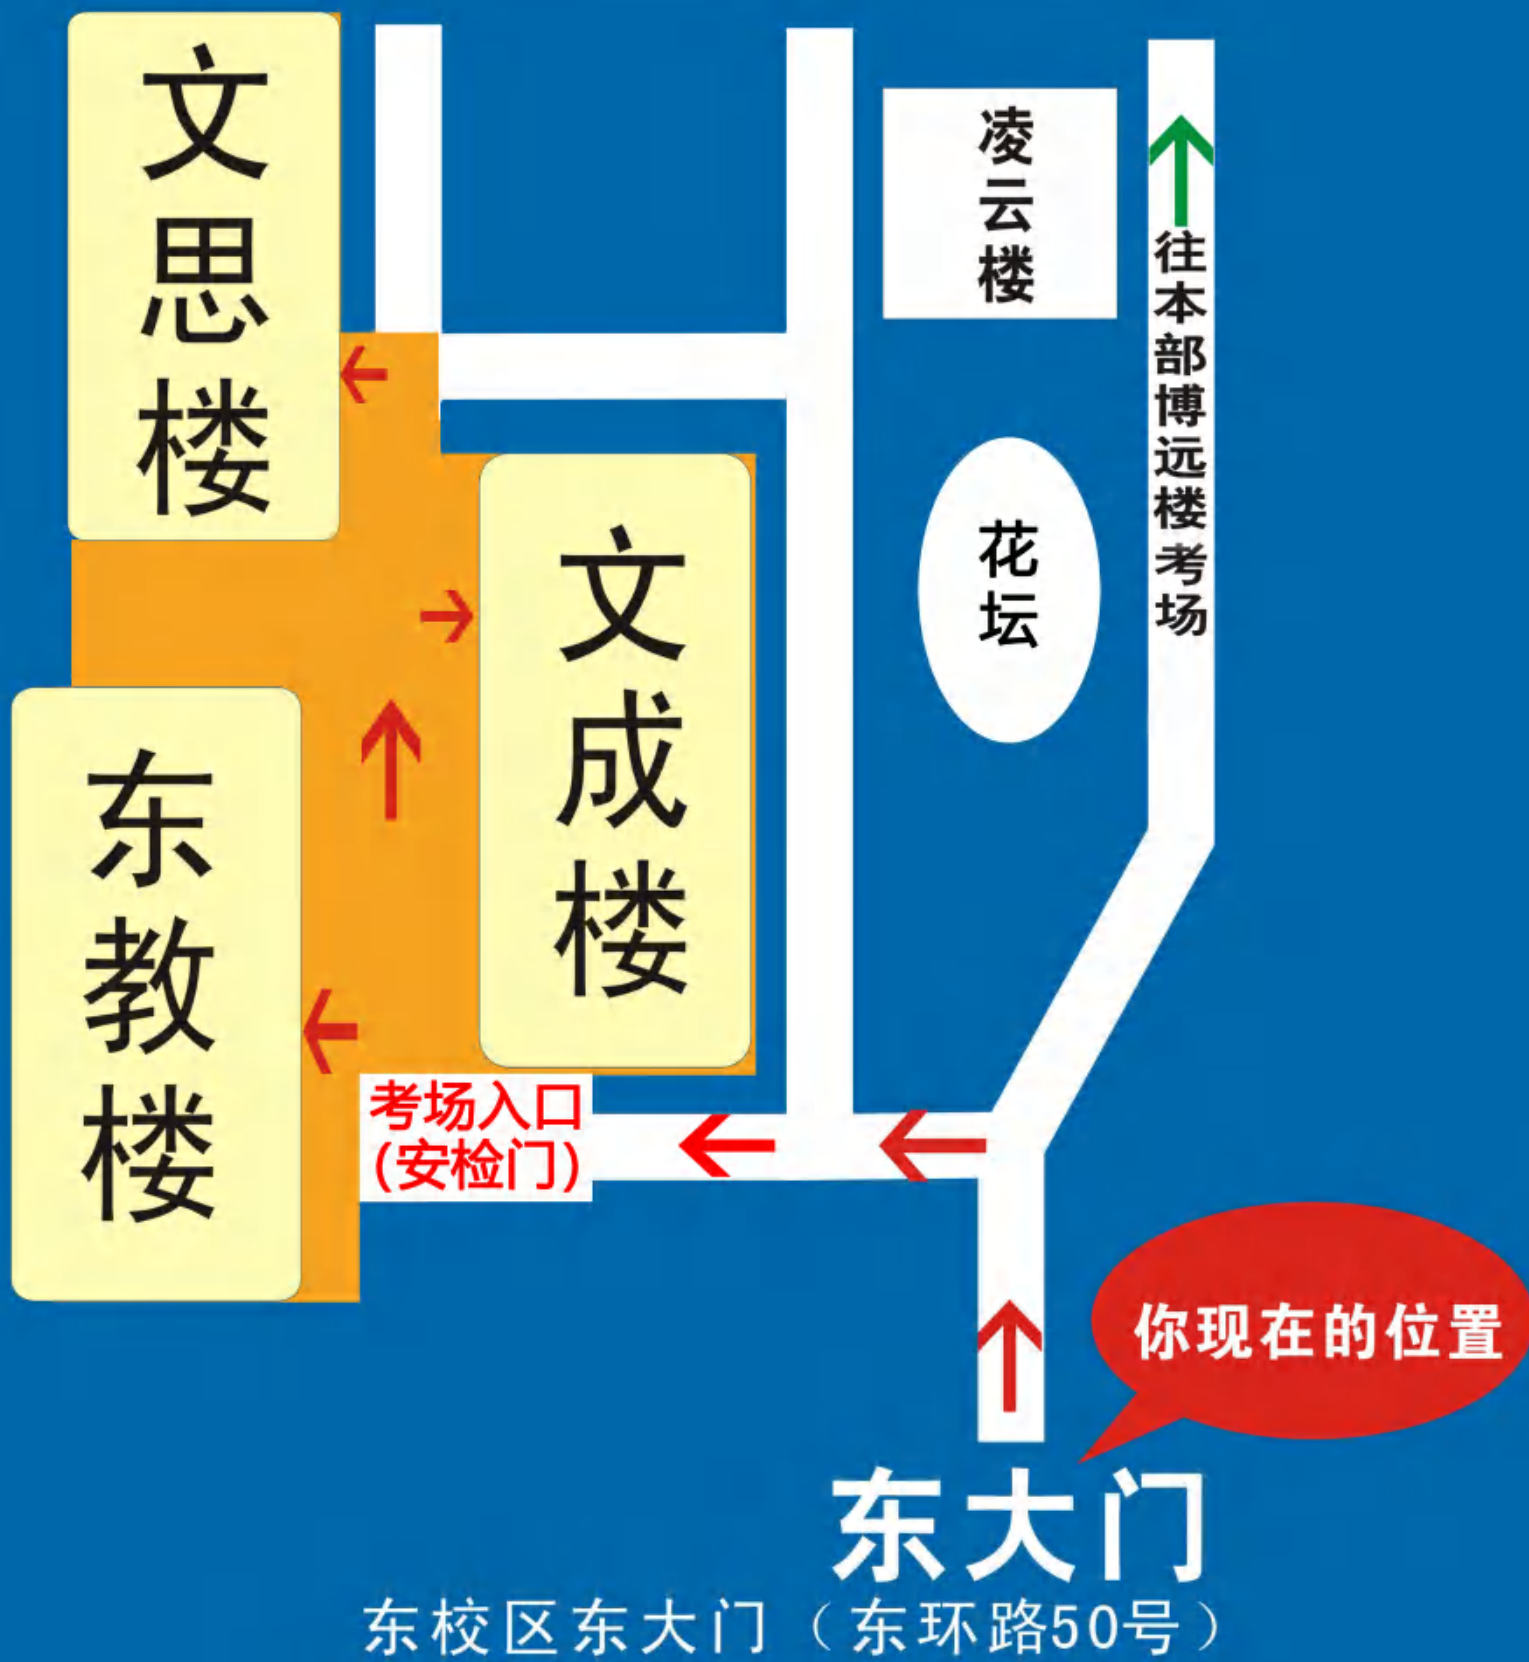 文思楼
凌云楼
往本部博远楼考场
花坛
文成楼
东教楼
考场入口
（安检门）
你现在的位置
东大门
东校区东大门（东环路50号）